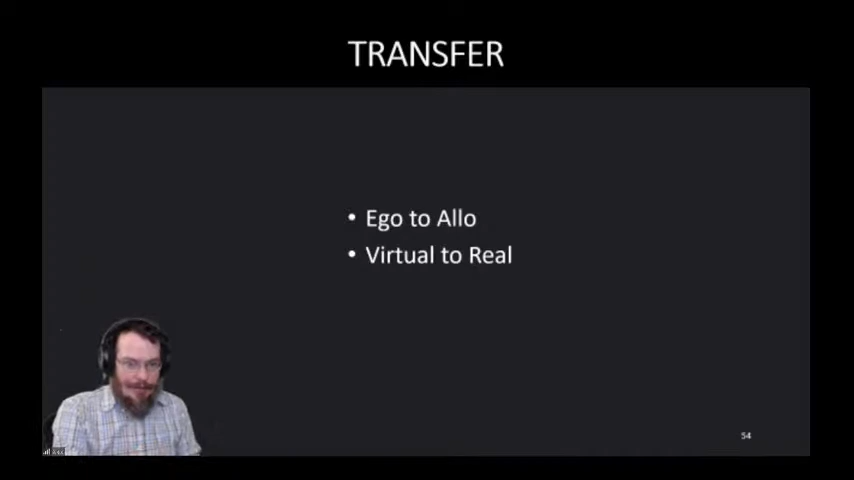 TRANSFER
• Ego to Allo
• Virtual to Real
54